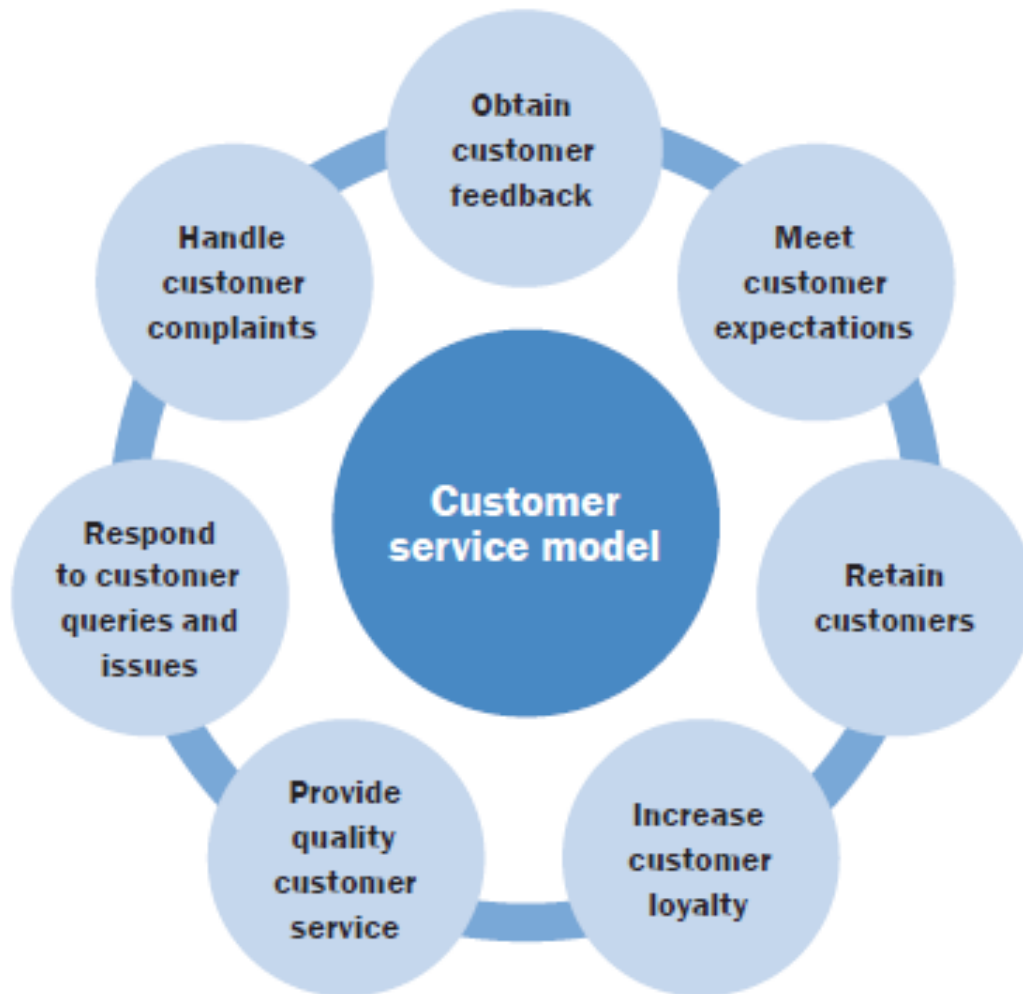 Obtain
customer
feedback
Meet
customer
expectations
Retain
customers
Increase
customer
loyalty
Provide
quality
customer
service
Respond
to customer
queries and
issues
Handle
customer
complaints
Customer
service model